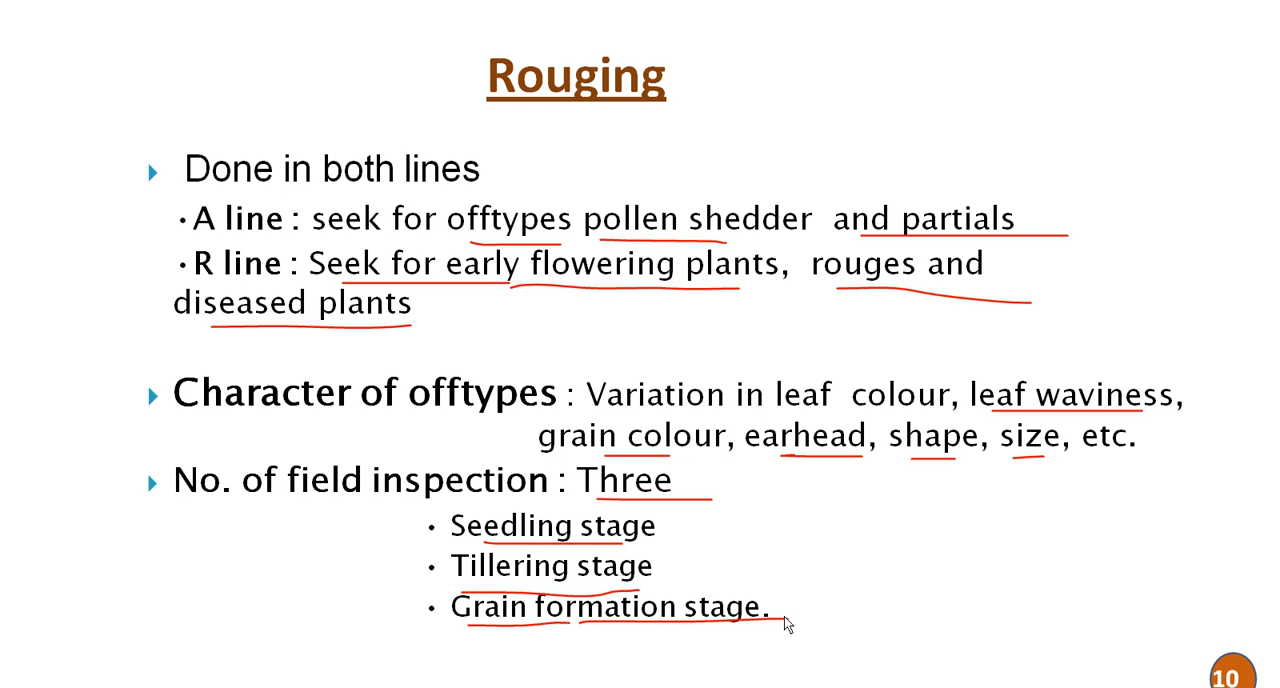 Rouging
Done in both lines
• A line : seek for offtypes pollen shedder and partials
• R line : Seek for early flowering plants, rouges and
diseased plants
Character of offtypes : Variation in leaf colour, leaf waviness,
grain colour, earhead, shape, size, etc.
No. of field inspection : Three
• Seedling stage
• Tillering stage
• Grain formation stage.
10